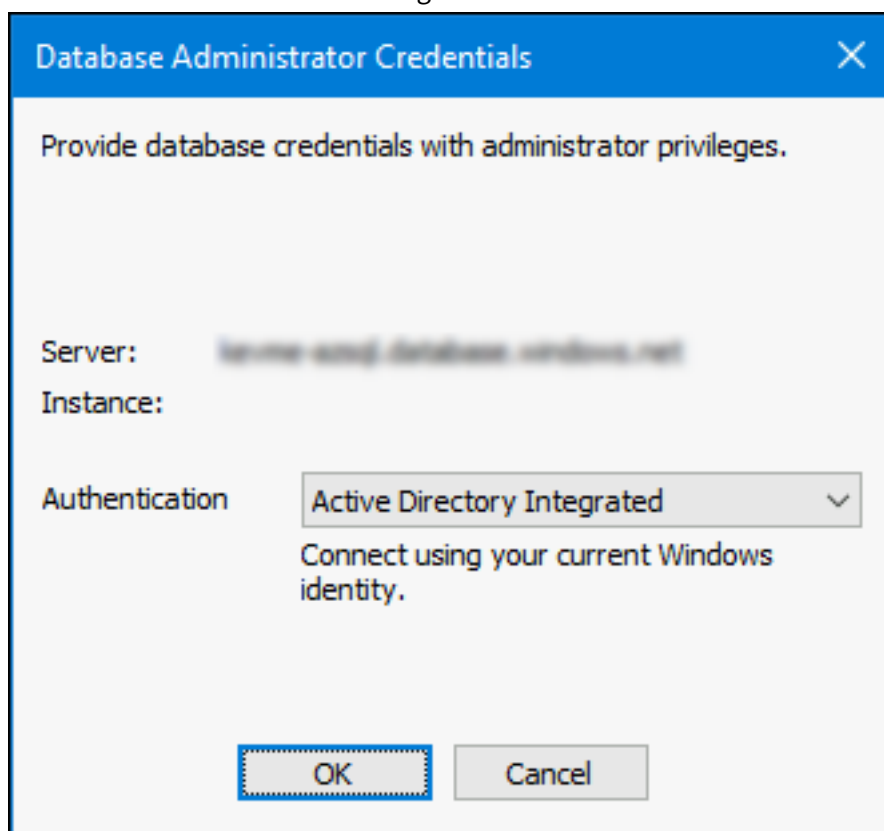 Database Administrator Credentials
Provide database credentials with administrator privileges.
Server:
Instance:
Authentication
Active Directory Integrated
Connect using your current Windows
identity.
OK
Cancel